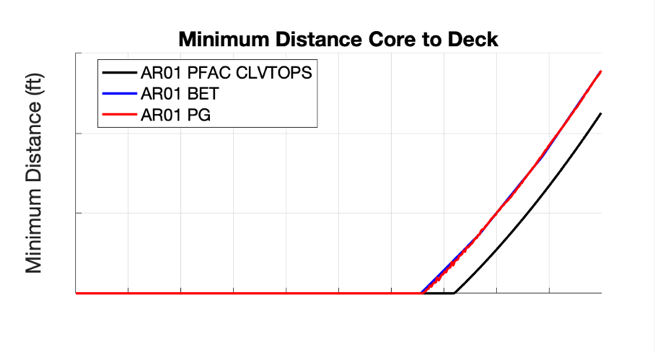 Minimum Distance Core to Deck
AR01 PFAC CLVTOPS
AR01 BET
AR01 PG
Minimum Distance (ft)